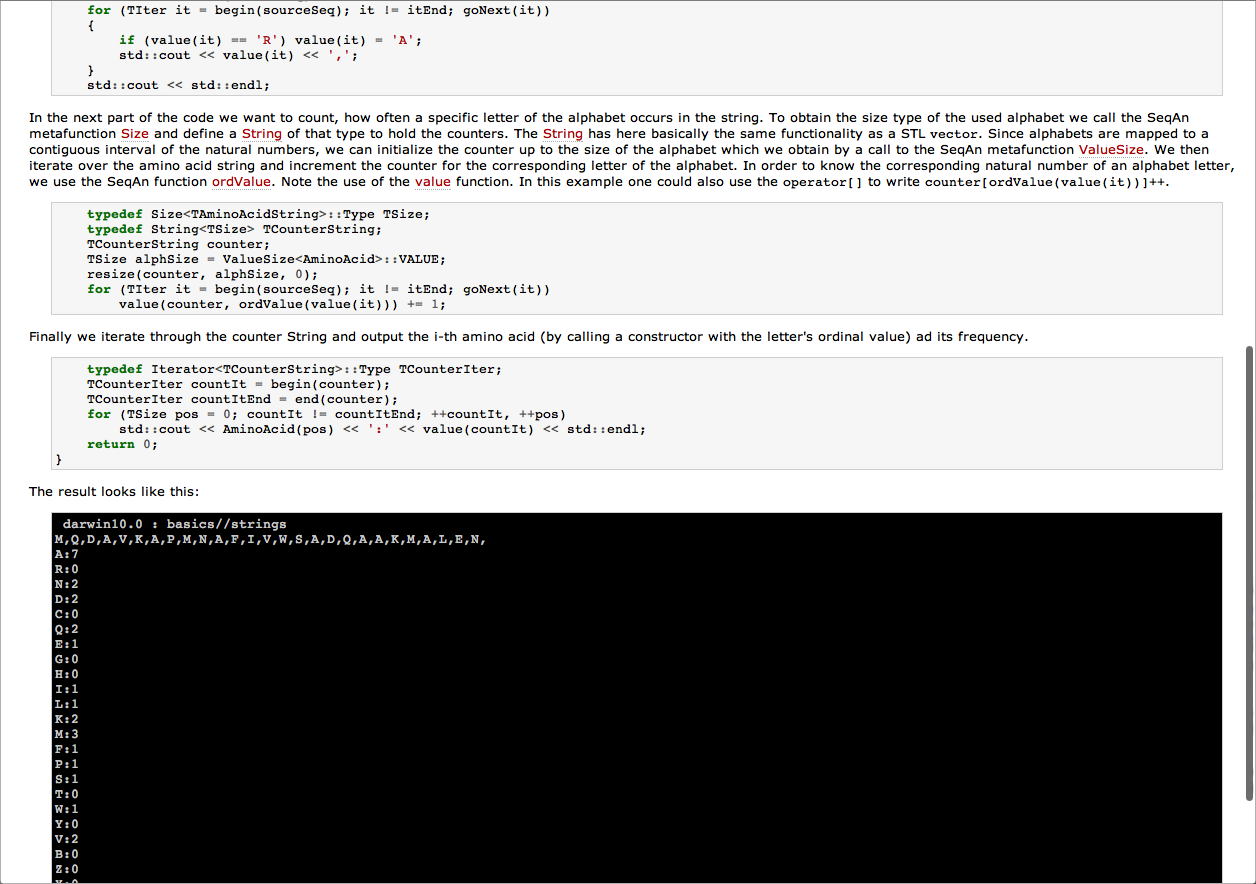 for (TIter it = begin(sourceSeq); it != itEnd; goNext(it))
    {
        if (value(it) == 'R') value(it) = 'A';
        std::cout << value(it) << ',';
    }
    std::cout << std::endl;
In the next part of the code we want to count, how often a specific letter of the alphabet occurs in the string. To obtain the size type of the used alphabet we call the SeqAn
metafunction Size and define a String of that type to hold the counters. The String has here basically the same functionality as a STL vector. Since alphabets are mapped to a
contiguous interval of the natural numbers, we can initialize the counter up to the size of the alphabet which we obtain by a call to the SeqAn metafunction ValueSize. We then
iterate over the amino acid string and increment the counter for the corresponding letter of the alphabet. In order to know the corresponding natural number of an alphabet letter,
we use the SeqAn function ordValue. Note the use of the value function. In this example one could also use the operator[] to write counter[ordValue(value(it))]++.
    typedef Size<TAminoAcidString>::Type TSize;
    typedef String<TSize> TCounterString;
    TCounterString counter;
    TSize alphSize = ValueSize<AminoAcid>::VALUE;
    resize(counter, alphSize, 0);
    for (TIter it = begin(sourceSeq); it != itEnd; goNext(it))
        value(counter, ordValue(value(it))) += 1;
Finally we iterate through the counter String and output the i-th amino acid (by calling a constructor with the letter's ordinal value) ad its frequency.
    typedef Iterator<TCounterString>::Type TCounterIter;
    TCounterIter countIt = begin(counter);
    TCounterIter countItEnd = end(counter);
    for (TSize pos = 0; countIt != countItEnd; ++countIt, ++pos)
        std::cout << AminoAcid(pos) << ':' << value(countIt) << std::endl;
    return 0;
}
The result looks like this:
 darwin10.0 : basics//strings
M,Q,D,A,V,K,A,P,M,N,A,F,I,V,W,S,A,D,Q,A,A,K,M,A,L,E,N,
A:7
R:0
N:2
D:2
C:0
Q:2
E:1
G:0
H:0
I:1
L:1
K:2
M:3
F:1
P:1
S:1
T:0
W:1
Y:0
V:2
B:0
Z:0